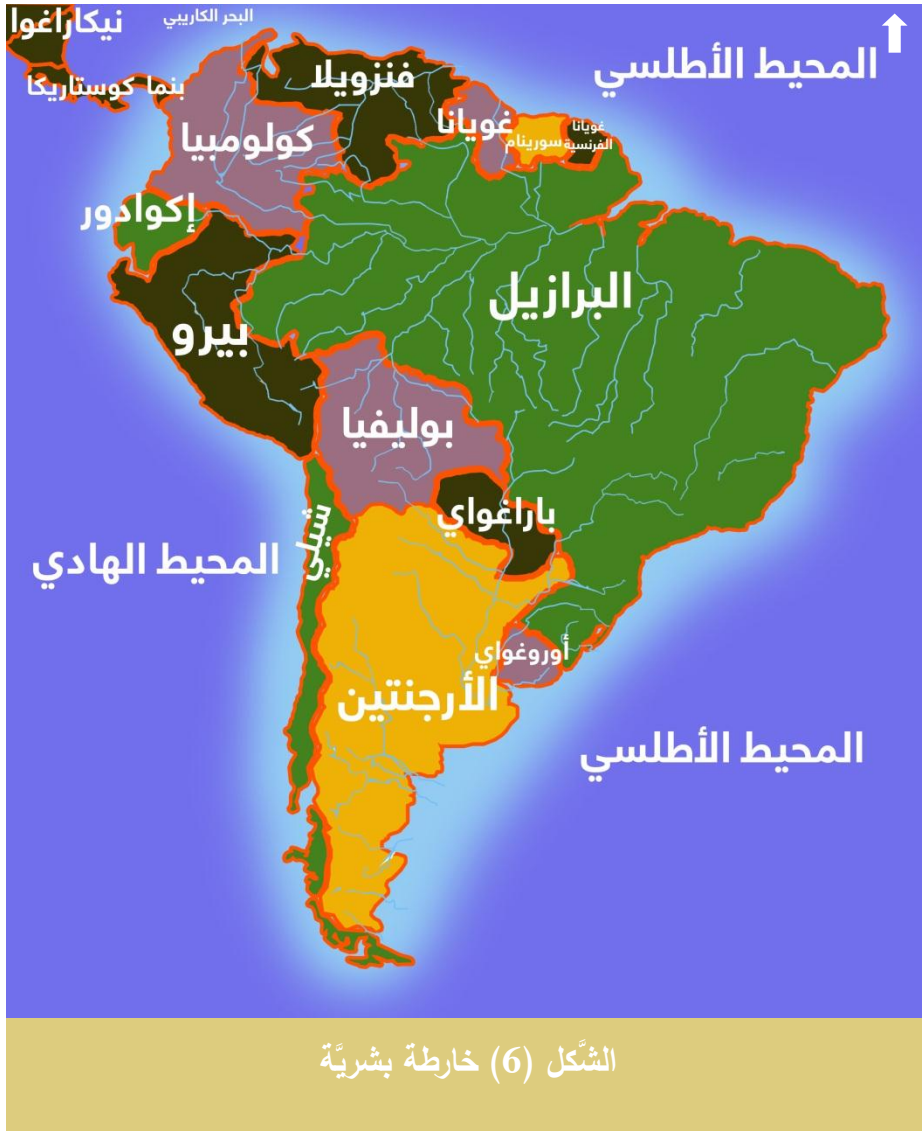 البحر الكاريبي
نيكاراغوا
المحيط الأطلسي
فنزويلا
بنما كوستاريكا
غويانا
كولومبيا
سورينام
غويانا
الفرنسية
إكوادور
البرازيل
بيرو
بوليفيا
باراغواي
شيلي
المحيط الهادي
أوروغواي
الأرجنتين
المحيط الأطلسي
الشَّكل (6) خارطة بشريَّة